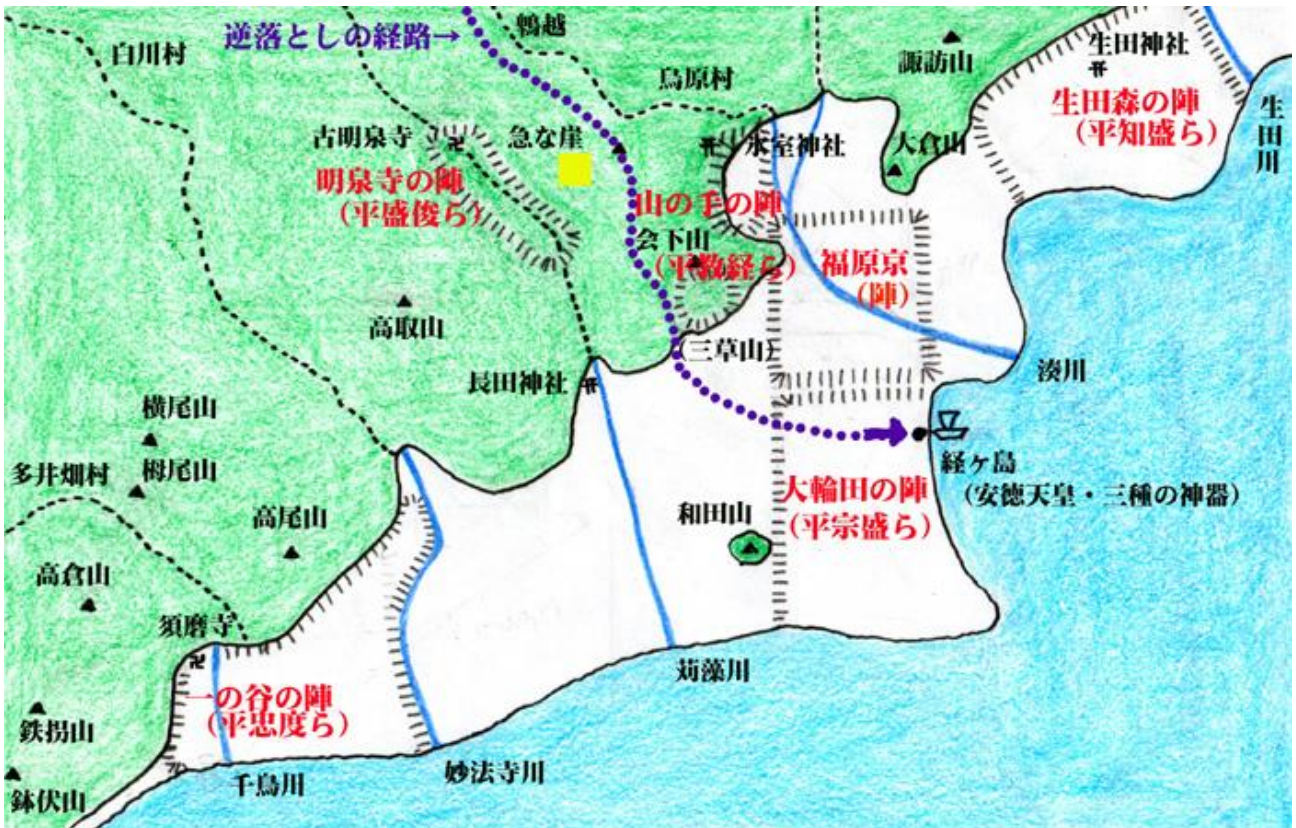 逆落としの経路→
鵯越
白川村
烏原村
諏訪山
生田神社
生田森の陣
(平知盛ら)
生田川
古明泉寺
急な崖
氷室神社
大倉山
明泉寺の陣
(平盛俊ら)
山の手の陣
会下山
(平教経ら)
福原京
(陣)
高取山
(三草山)
長田神社
湊川
横尾山
栂尾山
多井畑村
経ヶ島
(安徳天皇・三種の神器)
大輪田の陣
(平宗盛ら)
高尾山
和田山
高倉山
須磨寺
一の谷の陣
(平忠度ら)
苅藻川
鉄拐山
千鳥川
妙法寺川
鉢伏山